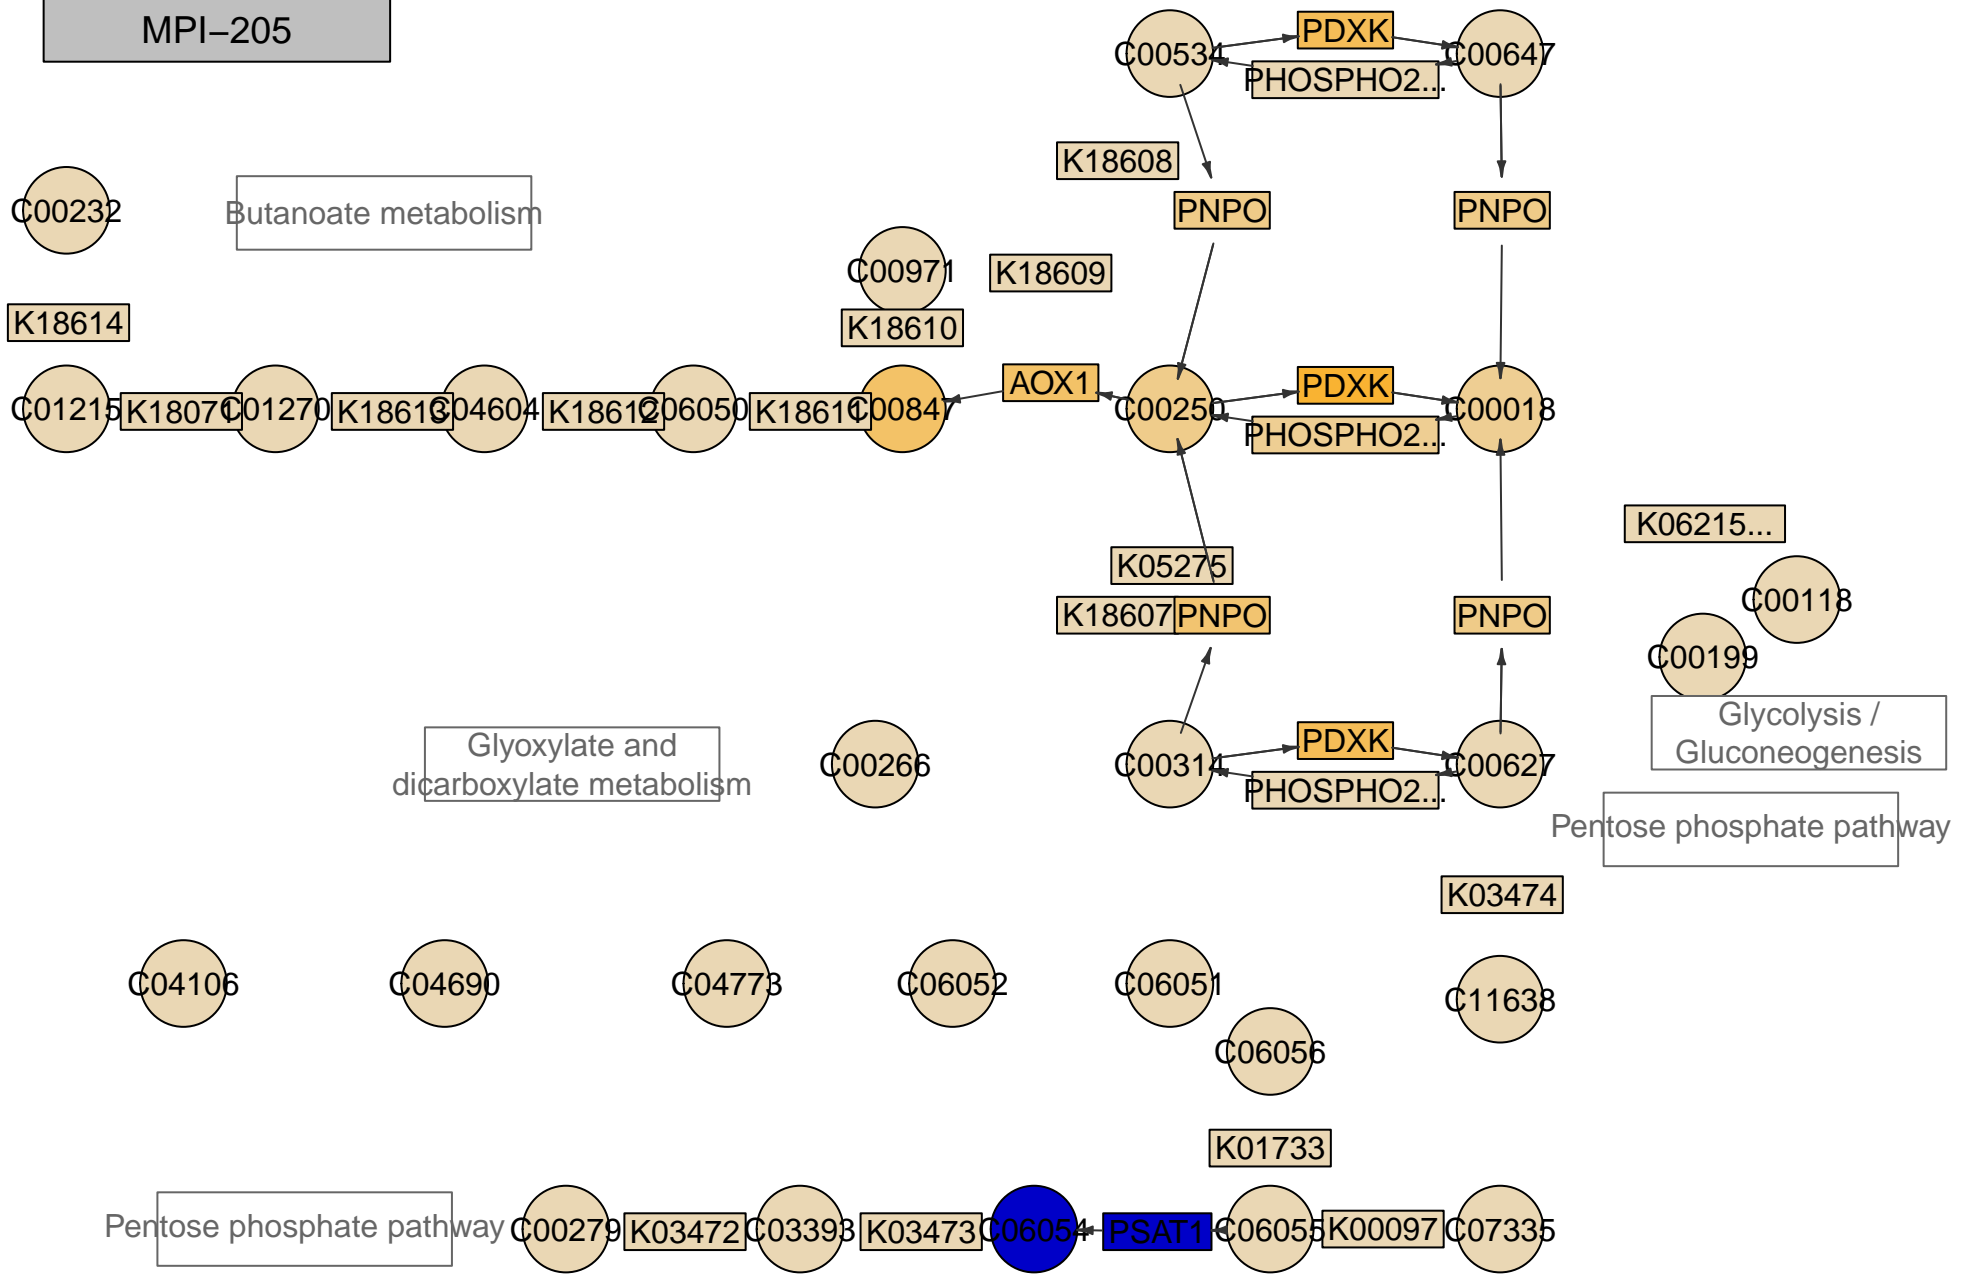 MPI−205
C00534
PDXK
C00647
PHOSPHO2...
K18608
C00232
Butanoate metabolism
PNPO
PNPO
C00971
K18609
K18614
K18610
C01215
K18071
C01270
K18613
C04604
K18612
C06050
K18611
C00847
AOX1
C00250
PDXK
PHOSPHO2...
C00018
K06215...
K05275
C00118
K18607
PNPO
PNPO
C00199
Glycolysis /
Gluconeogenesis
Glyoxylate and
dicarboxylate metabolism
C00266
C00314
PDXK
PHOSPHO2...
C00627
Pentose phosphate pathway
K03474
C04106
C04690
C04773
C06052
C06051
C11638
C06056
K01733
Pentose phosphate pathway
C00279
K03472
C03393
K03473
C06054
PSAT1
C06055
K00097
C07335